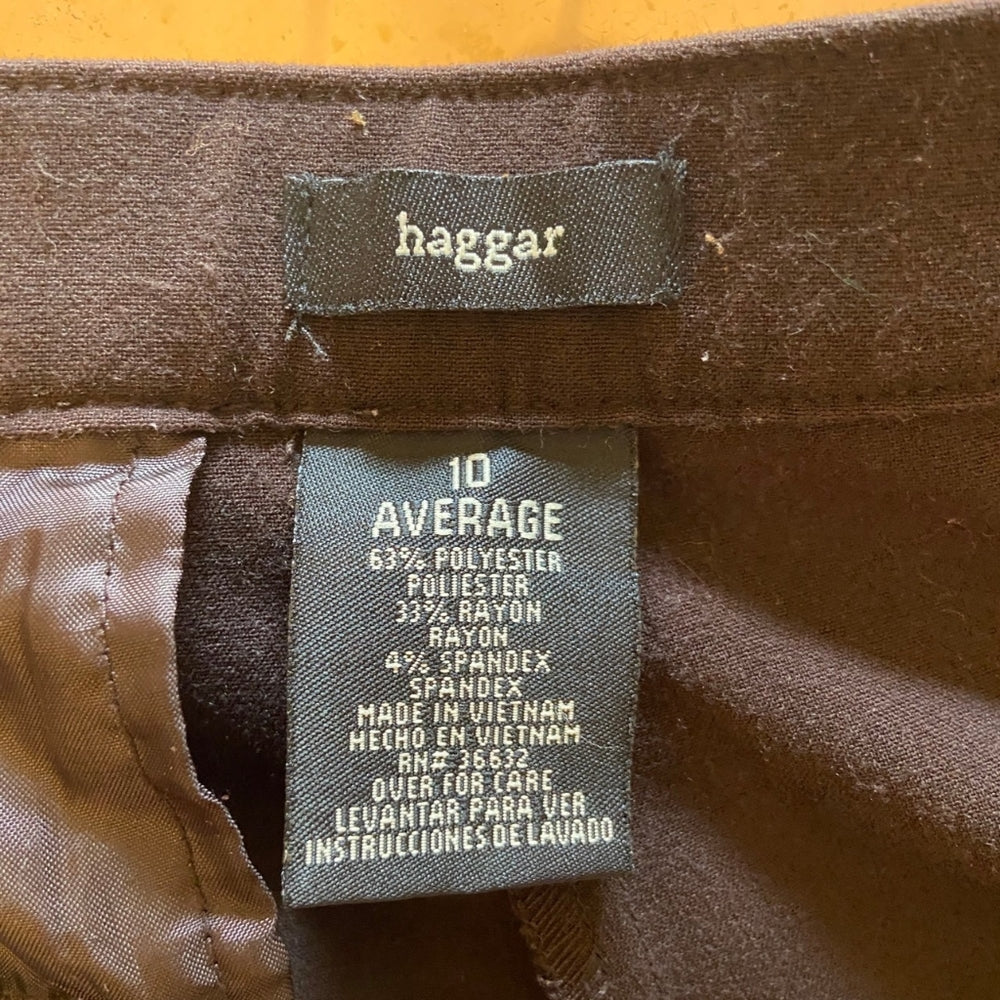 haggar
10
AVERAGE
63% POLYESTER
POLIESTER
33% RAYON
RAYON
4% SPANDEX
SPANDEX
MADE IN VIETNAM
HECHO EN VIETNAM
RN# 36632
OVER FOR CARE
LEVANTAR PARA VER
INSTRUCCIONES DE LAVADO